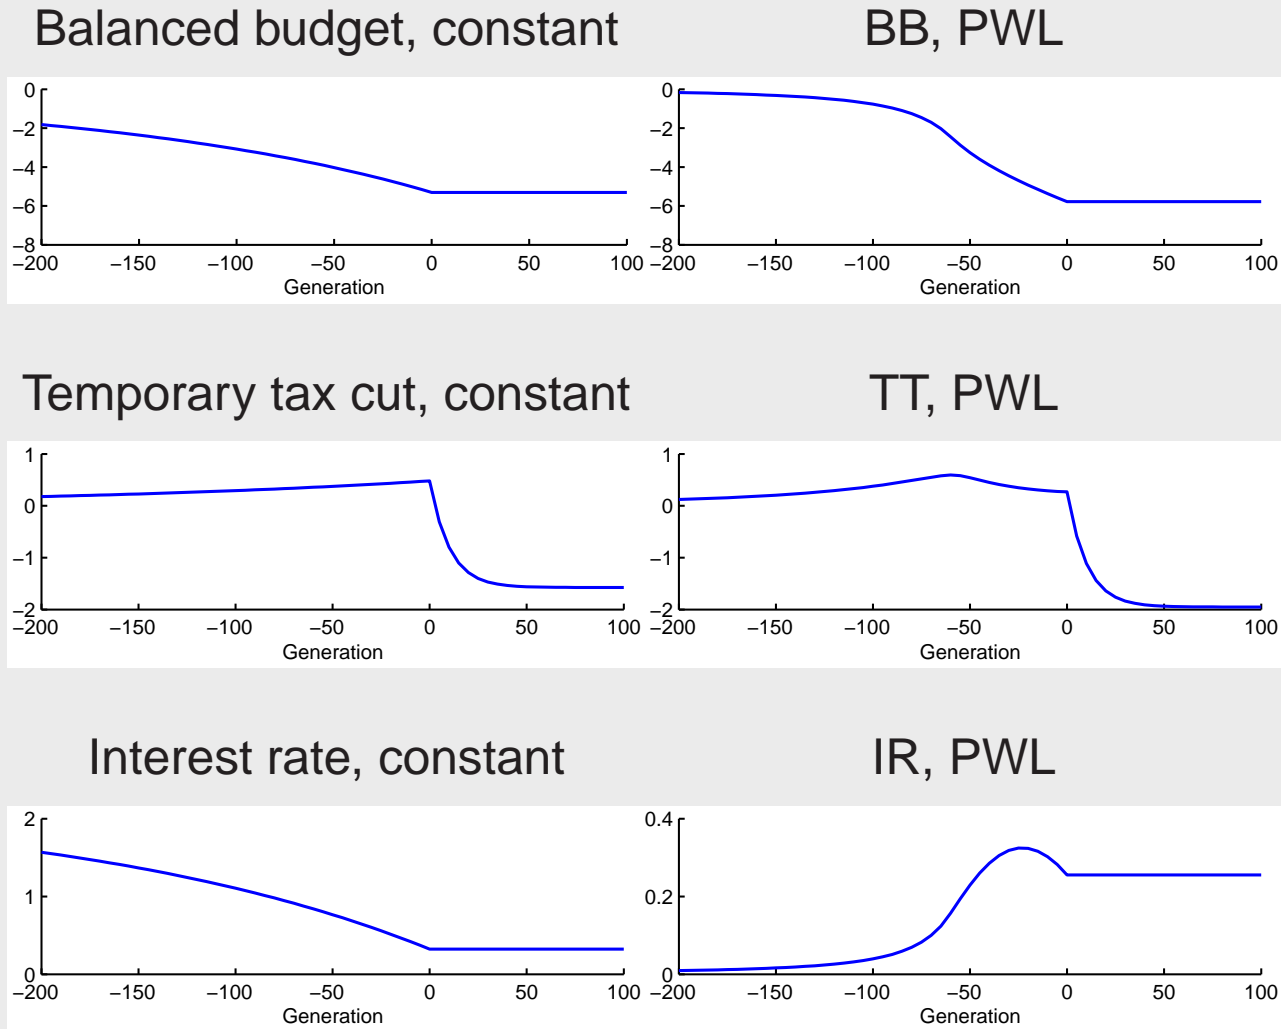 Balanced budget, constant
BB, PWL
0
−2
−4
−6
−8
−200 −150 −100 −50 0 50 100
Generation
0
−2
−4
−6
−8
−200 −150 −100 −50 0 50 100
Generation
Temporary tax cut, constant
TT, PWL
1
0
−1
−2
−200 −150 −100 −50 0 50 100
Generation
1
0
−1
−2
−200 −150 −100 −50 0 50 100
Generation
Interest rate, constant
IR, PWL
2
1
0
−200 −150 −100 −50 0 50 100
Generation
0.4
0.2
0
−200 −150 −100 −50 0 50 100
Generation